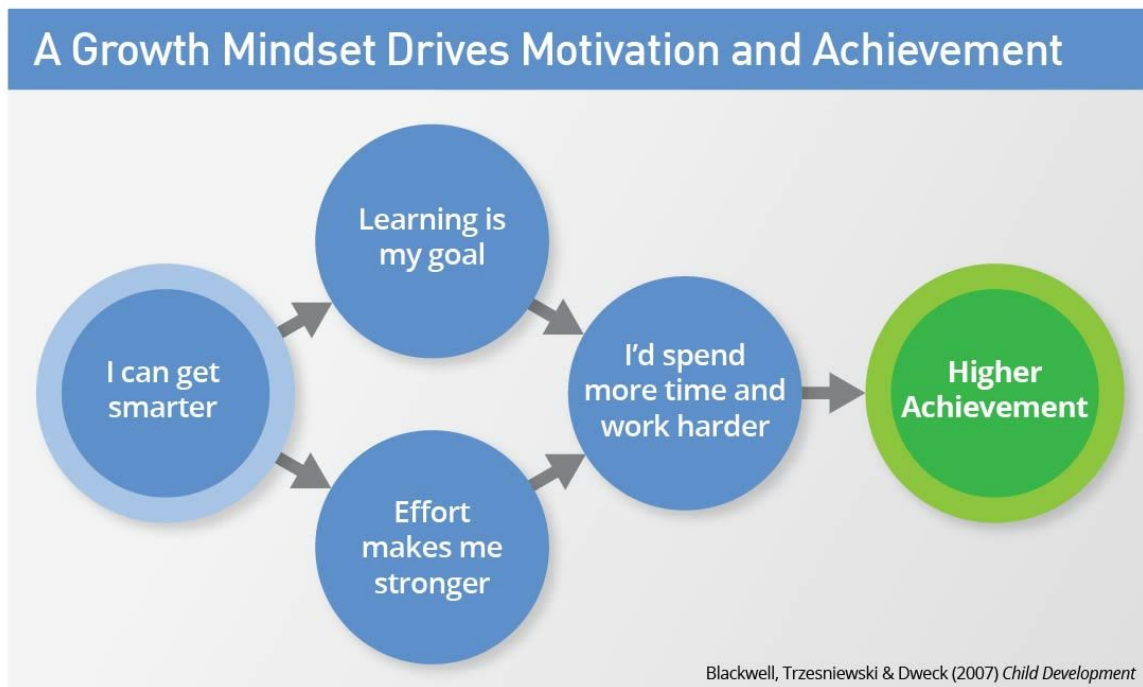 A Growth Mindset Drives Motivation and Achievement
I can get
smarter
Learning is
my goal
Effort
makes me
stronger
I’d spend
more time and
work harder
Higher
Achievement
Blackwell, Trzesniewski & Dweck (2007) Child Development